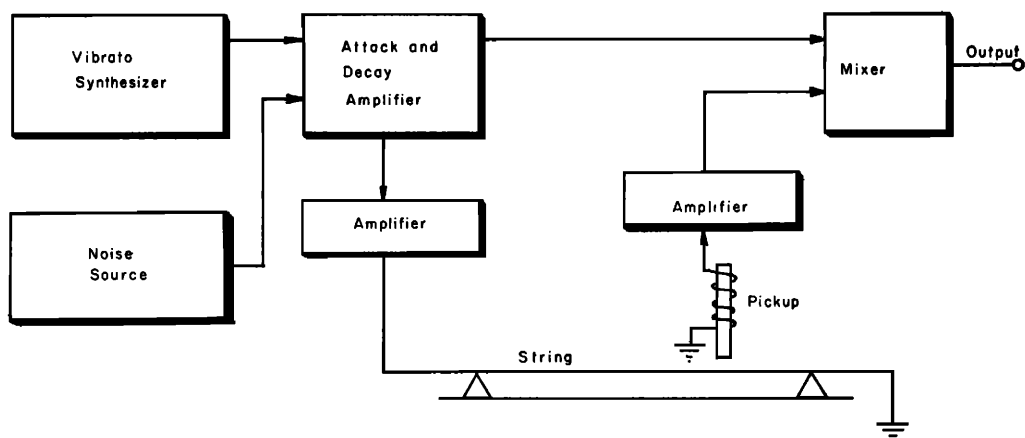 Vibrato
Synthesizer
Attack and
Decay
Amplifier
Mixer
Output
Noise
Source
Amplifier
Amplifier
Pickup
String